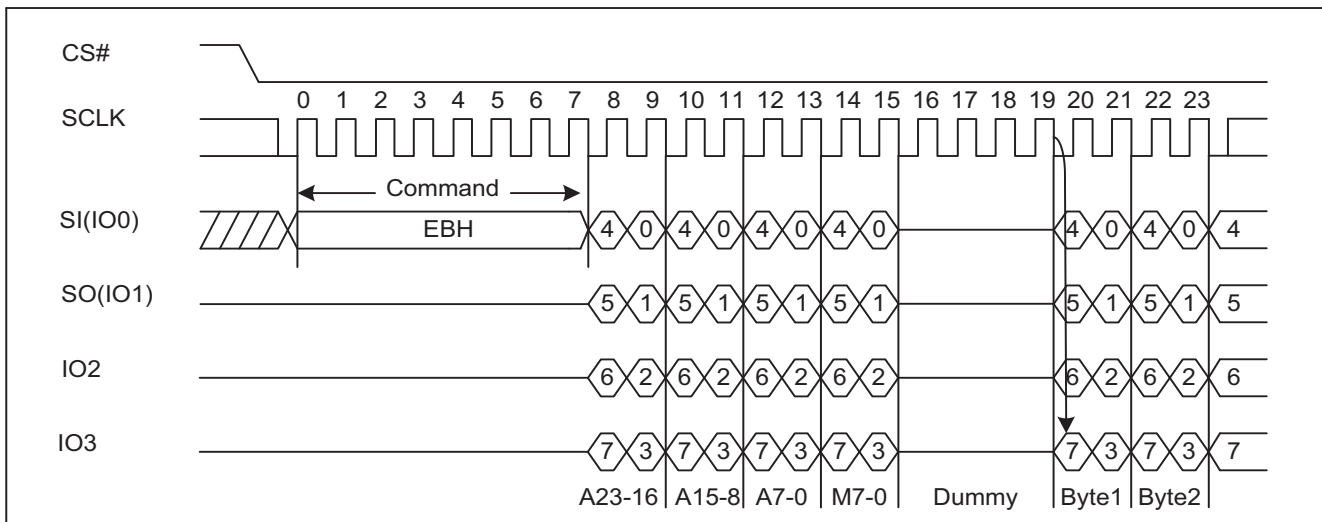 CS#
0 1 2 3 4 5 6 7 8 9 10 11 12 13 14 15 16 17 18 19 20 21 22 23
SCLK
Command
SI(IO0) EBH 4 0 4 0 4 0 4 0 4 0 4 0 4
SO(IO1) 5 1 5 1 5 1 5 1 5 1 5 1 5
IO2 6 2 6 2 6 2 6 2 6 2 6 2 6
IO3 7 3 7 3 7 3 7 3 7 3 7 3 7
A23-16 A15-8 A7-0 M7-0 Dummy Byte1 Byte2